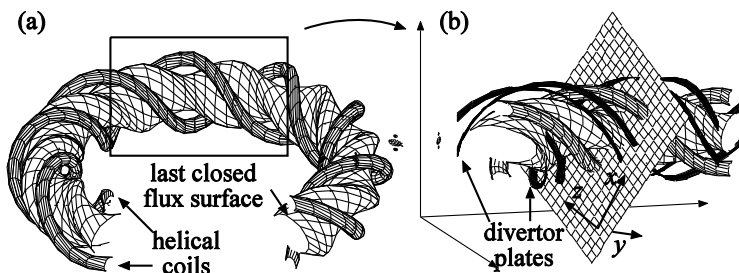 (a)
(b)
last closed
flux surface
helical
coils
divertor
plates
x
z
y